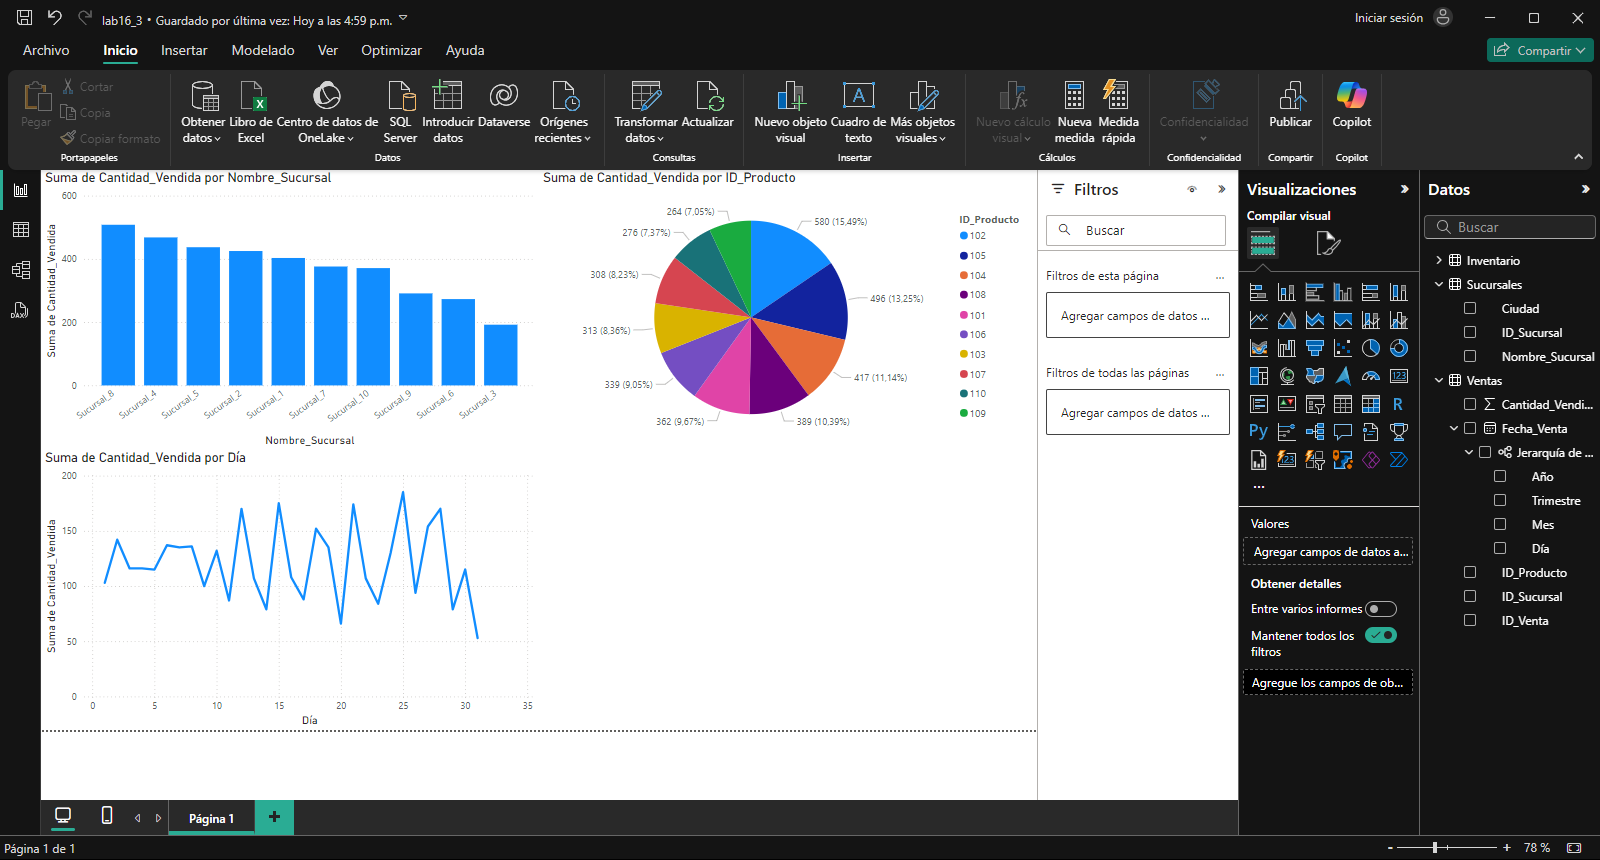 lab16_3 • Guardado por última vez: Hoy a las 4:59 p.m.
Iniciar sesión
Archivo
Inicio
Insertar
Modelado
Ver
Optimizar
Ayuda
Compartir
Pegar
Cortar
Copia
Copiar formato
Portapapeles
Obtener datos
Libro de Excel
Centro de datos de OneLake
SQL Server
Introducir datos
Dataverse
Orígenes recientes
Datos
Transformar datos
Actualizar
Consultas
Nuevo objeto visual
Cuadro de texto
Más objetos visuales
Insertar
Nuevo cálculo visual
Nueva medida
Medida rápida
Cálculos
Confidencialidad
Confidencialidad
Publicar
Compartir
Copilot
Copilot
Suma de Cantidad_Vendida por Nombre_Sucursal
Suma de Cantidad_Vendida
600
400
200
0
Sucursal_8
Sucursal_4
Sucursal_5
Sucursal_2
Sucursal_1
Sucursal_7
Sucursal_10
Sucursal_9
Sucursal_6
Sucursal_3
Nombre_Sucursal
Suma de Cantidad_Vendida por ID_Producto
580 (15,49%)
496 (13,25%)
417 (11,14%)
389 (10,39%)
362 (9,67%)
339 (9,05%)
313 (8,36%)
308 (8,23%)
276 (7,37%)
264 (7,05%)
ID_Producto
102
105
104
108
101
106
103
107
110
109
Suma de Cantidad_Vendida por Día
Suma de Cantidad_Vendida
200
150
100
50
0
0
5
10
15
20
25
30
35
Día
Filtros
Buscar
Filtros de esta página
...
Agregar campos de datos ...
Filtros de todas las páginas
...
Agregar campos de datos ...
Visualizaciones
Compilar visual
123
R
Py
123
...
Valores
Agregar campos de datos a...
Obtener detalles
Entre varios informes
Mantener todos los filtros
Agregue los campos de ob...
Datos
Buscar
Inventario
Sucursales
Ciudad
ID_Sucursal
Nombre_Sucursal
Ventas
Cantidad_Vendi...
Fecha_Venta
Jerarquía de ...
Año
Trimestre
Mes
Día
ID_Producto
ID_Sucursal
ID_Venta
DAX
Página 1
+
Página 1 de 1
- + 78 %